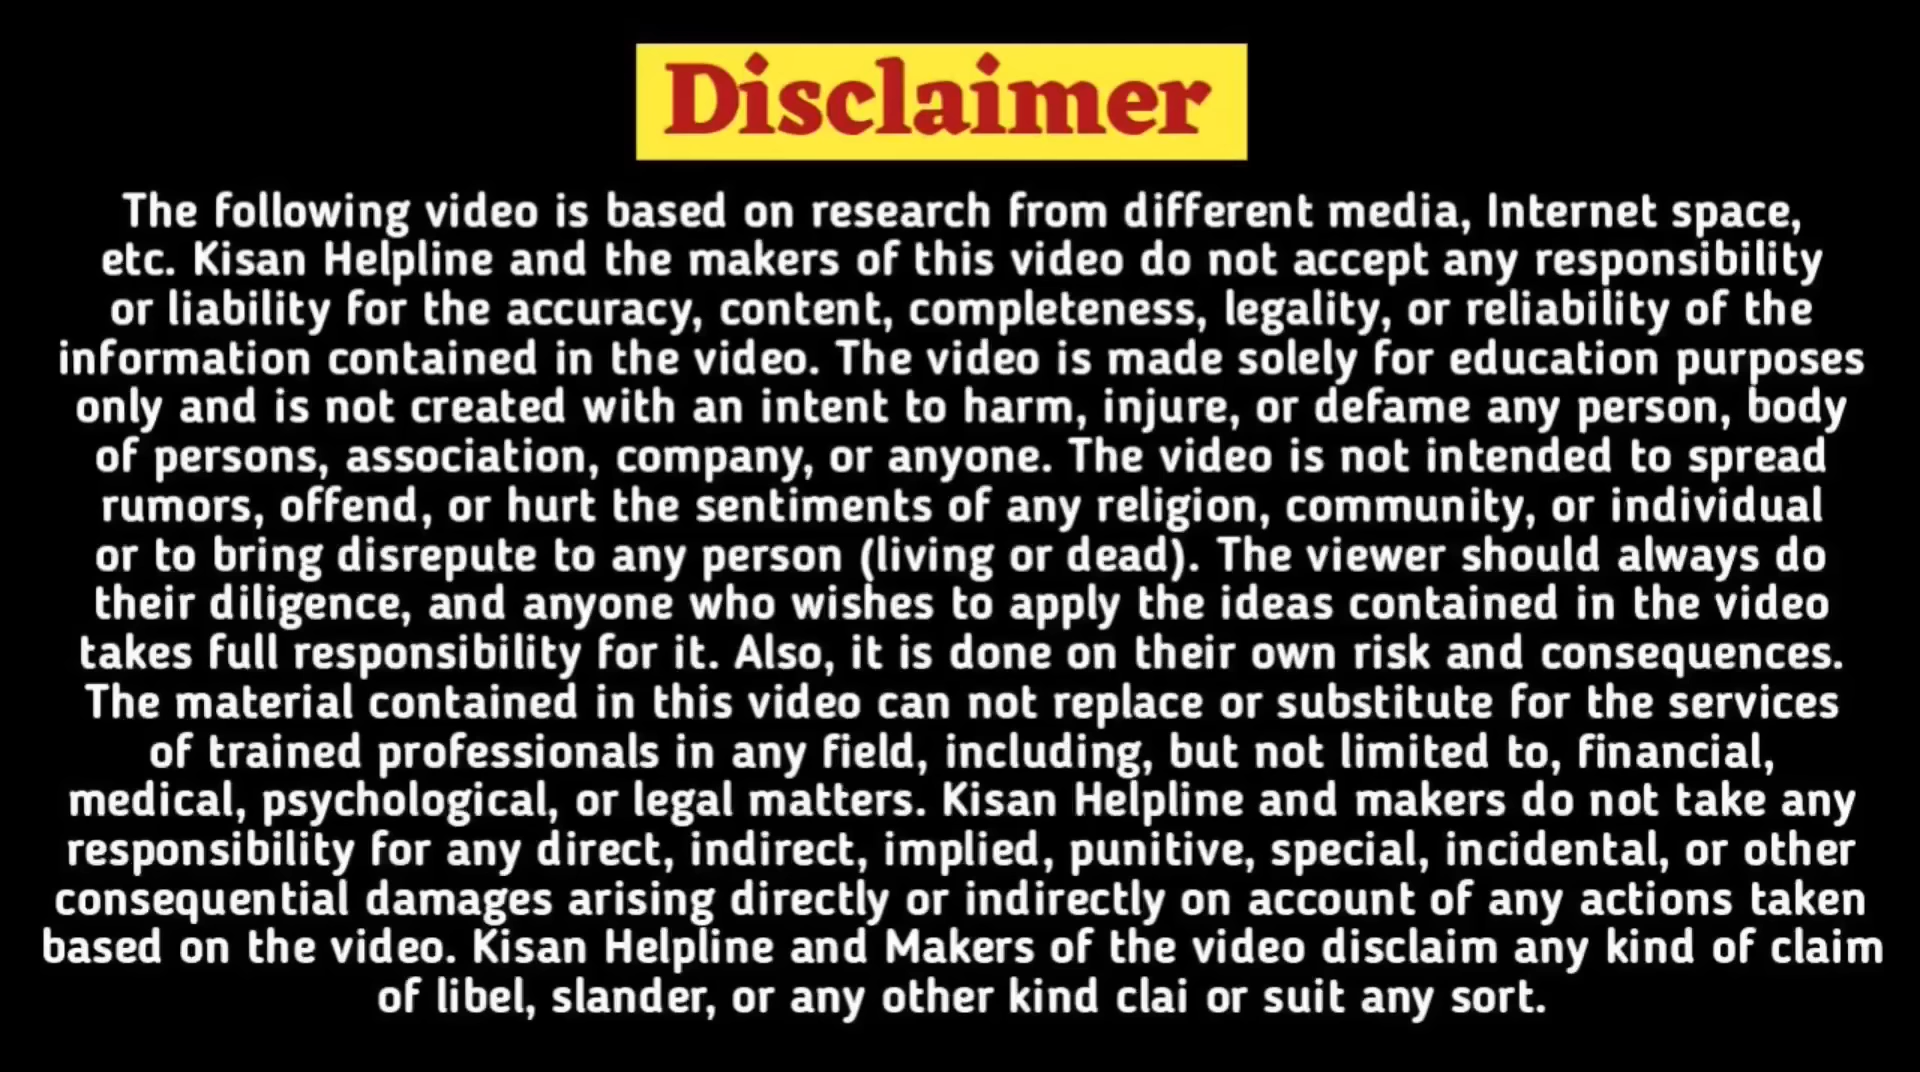 Disclaimer
The following video is based on research from different media, Internet space,
etc. Kisan Helpline and the makers of this video do not accept any responsibility
or liability for the accuracy, content, completeness, legality, or reliability of the
information contained in the video. The video is made solely for education purposes
only and is not created with an intent to harm, injure, or defame any person, body
of persons, association, company, or anyone. The video is not intended to spread
rumors, offend, or hurt the sentiments of any religion, community, or individual
or to bring disrepute to any person (living or dead). The viewer should always do
their diligence, and anyone who wishes to apply the ideas contained in the video
takes full responsibility for it. Also, it is done on their own risk and consequences.
The material contained in this video can not replace or substitute for the services
of trained professionals in any field, including, but not limited to, financial,
medical, psychological, or legal matters. Kisan Helpline and makers do not take any
responsibility for any direct, indirect, implied, punitive, special, incidental, or other
consequential damages arising directly or indirectly on account of any actions taken
based on the video. Kisan Helpline and Makers of the video disclaim any kind of claim
of libel, slander, or any other kind clai or suit any sort.